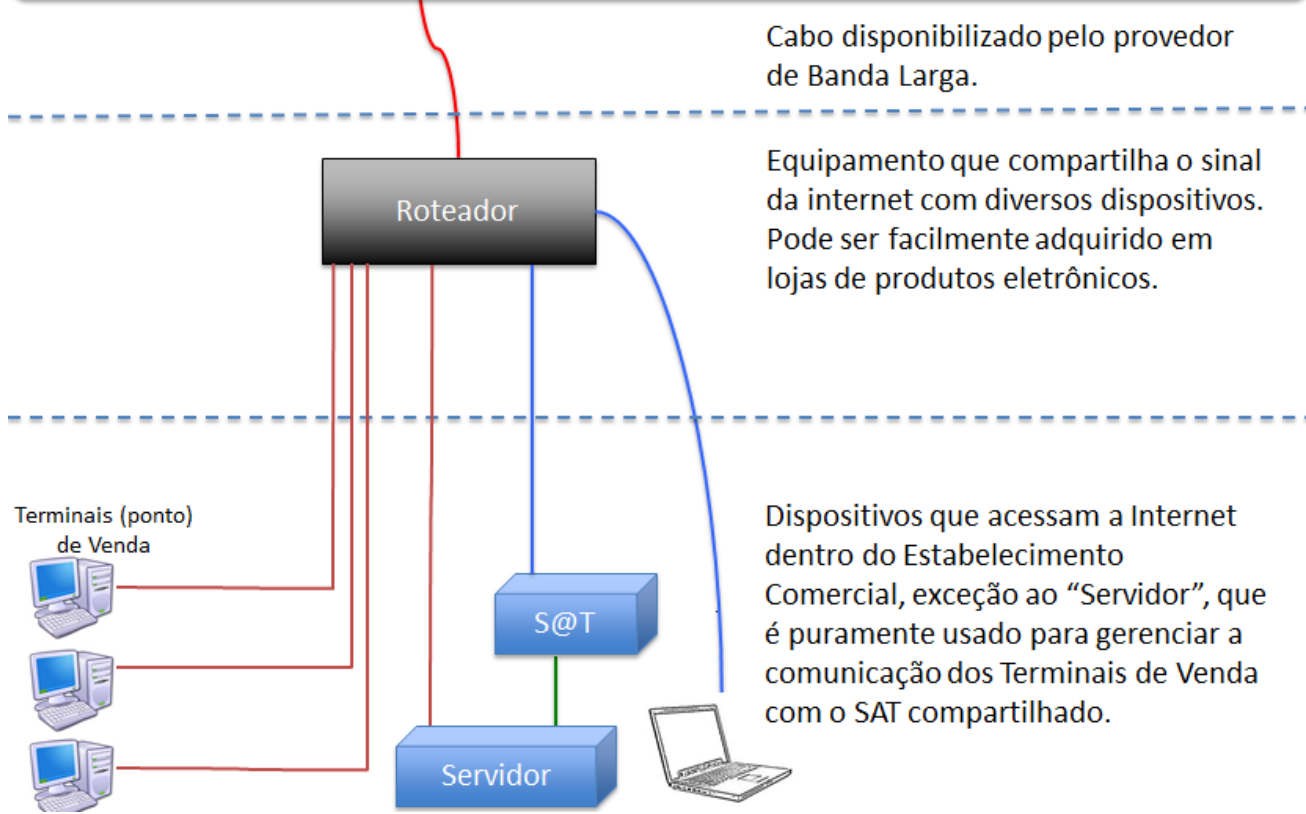 Cabo disponibilizado pelo provedor
de Banda Larga.
Roteador
Equipamento que compartilha o sinal
da internet com diversos dispositivos.
Pode ser facilmente adquirido em
lojas de produtos eletrônicos.
Terminais (ponto)
de Venda
S@T
Servidor
Dispositivos que acessam a Internet
dentro do Estabelecimento
Comercial, exceção ao “Servidor”, que
é puramente usado para gerenciar a
comunicação dos Terminais de Venda
com o SAT compartilhado.